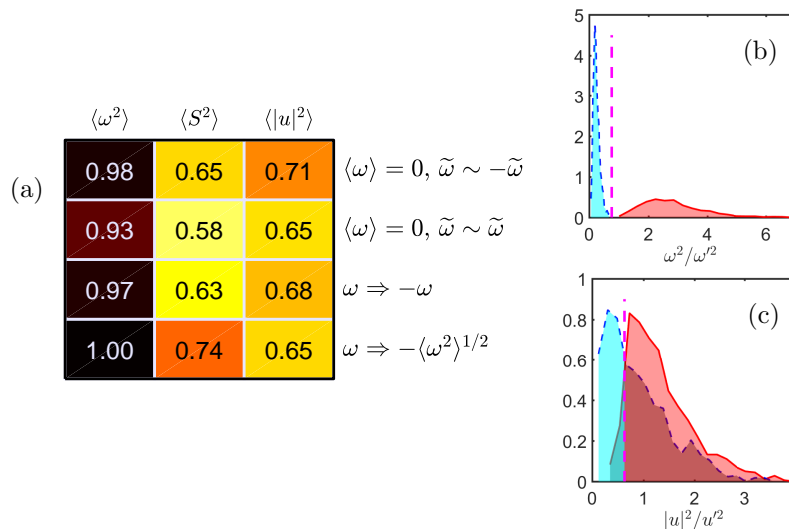 (a)
⟨ω²⟩ ⟨S²⟩ ⟨|u|²⟩
0.98 0.65 0.71 ⟨ω⟩ = 0, ω̃ ∼ −ω̃
0.93 0.58 0.65 ⟨ω⟩ = 0, ω̃ ∼ ω̃
0.97 0.63 0.68 ω ⇒ −ω
1.00 0.74 0.65 ω ⇒ −⟨ω²⟩^{1/2}
(b)
5
4
3
2
1
0
0 2 4 6
ω²/ω′²
(c)
1
0.8
0.6
0.4
0.2
0
0 1 2 3
|u|²/u′²